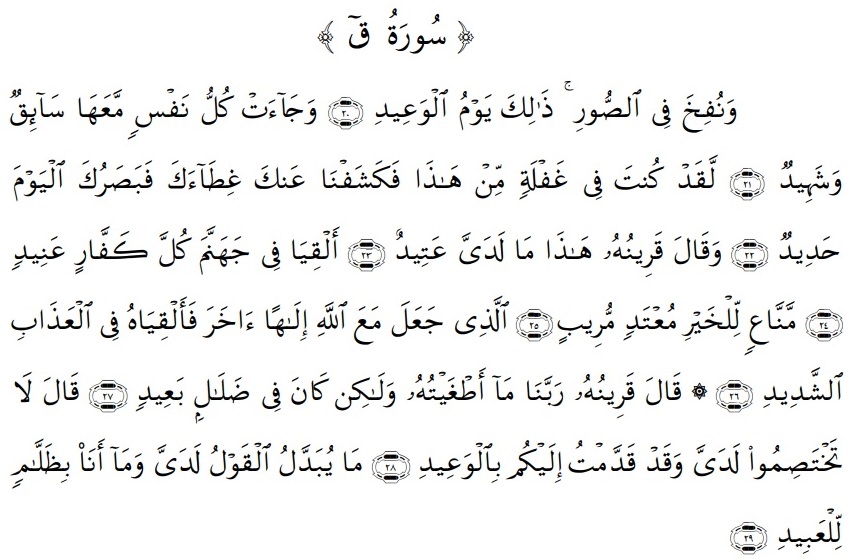 ﴿ سُورَةُ قٓ ﴾
وَنُفِخَ فِى ٱلصُّورِ ۚ ذَٰلِكَ يَوْمُ ٱلْوَعِيدِ ٢٠ وَجَآءَتْ كُلُّ نَفْسٍ مَّعَهَا سَآئِقٌ
وَشَهِيدٌ ٢١ لَّقَدْ كُنتَ فِى غَفْلَةٍ مِّنْ هَـٰذَا فَكَشَفْنَا عَنكَ غِطَآءَكَ فَبَصَرُكَ ٱلْيَوْمَ
حَدِيدٌ ٢٢ وَقَالَ قَرِينُهُۥ هَـٰذَا مَا لَدَىَّ عَتِيدٌ ٢٣ أَلْقِيَا فِى جَهَنَّمَ كُلَّ كَفَّارٍ عَنِيدٍ
٢٤ مَّنَّاعٍ لِّلْخَيْرِ مُعْتَدٍ مُّرِيبٍ ٢٥ ٱلَّذِى جَعَلَ مَعَ ٱللَّهِ إِلَـٰهًا ءَاخَرَ فَأَلْقِيَاهُ فِى ٱلْعَذَابِ
ٱلشَّدِيدِ ٢٦ ۞ قَالَ قَرِينُهُۥ رَبَّنَا مَآ أَطْغَيْتُهُۥ وَلَـٰكِن كَانَ فِى ضَلَـٰلٍۭ بَعِيدٍ ٢٧ قَالَ لَا
تَخْتَصِمُوا۟ لَدَىَّ وَقَدْ قَدَّمْتُ إِلَيْكُم بِٱلْوَعِيدِ ٢٨ مَا يُبَدَّلُ ٱلْقَوْلُ لَدَىَّ وَمَآ أَنَا۠ بِظَلَّـٰمٍ
لِّلْعَبِيدِ ٢٩